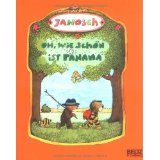 JANOSCH
OH, WIE SCHÖN
IST PANAMA
BELTZ